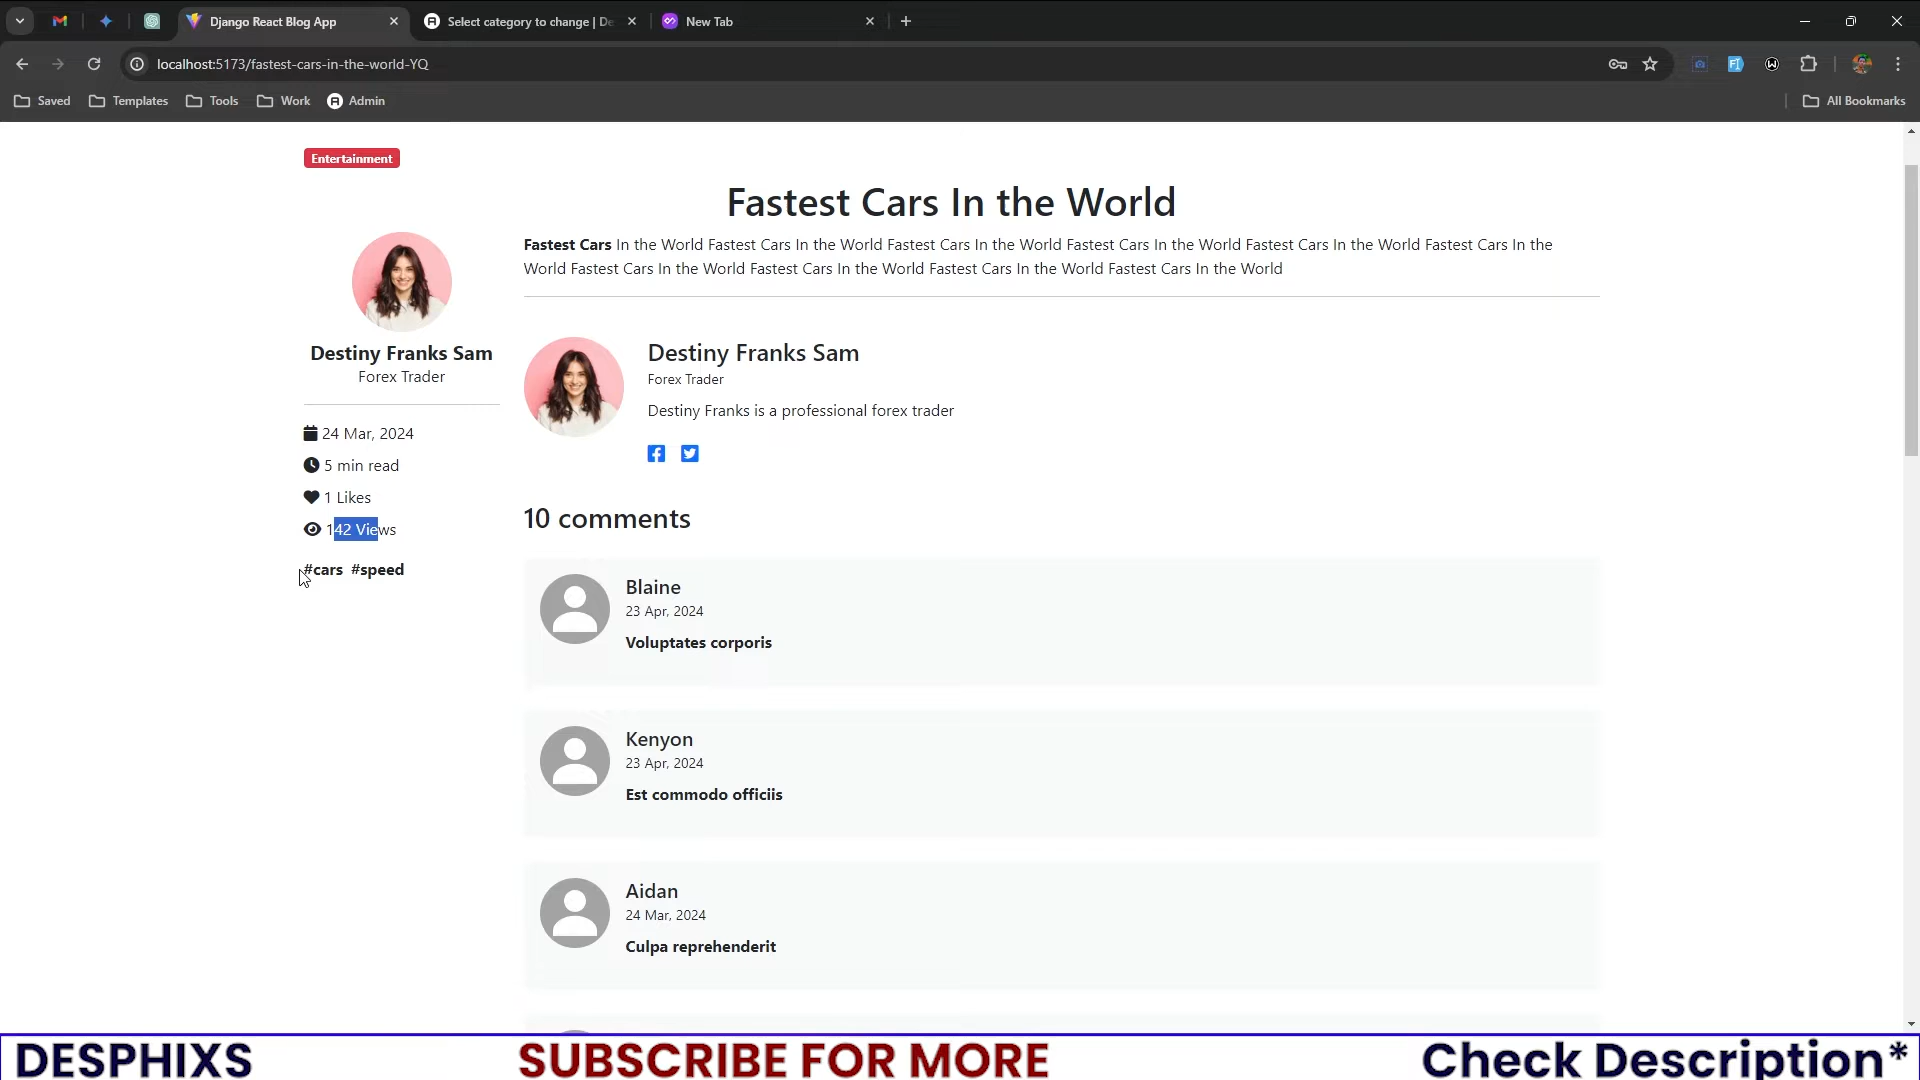 Django React Blog App
Select category to change | De
New Tab
localhost:5173/fastest-cars-in-the-world-YQ
Saved
Templates
Tools
Work
Admin
All Bookmarks
Entertainment
Fastest Cars In the World
Fastest Cars In the World Fastest Cars In the World Fastest Cars In the World Fastest Cars In the World Fastest Cars In the World Fastest Cars In the
World Fastest Cars In the World Fastest Cars In the World Fastest Cars In the World Fastest Cars In the World
Destiny Franks Sam
Forex Trader
24 Mar, 2024
5 min read
1 Likes
142 Views
#cars #speed
Destiny Franks Sam
Forex Trader
Destiny Franks is a professional forex trader
10 comments
Blaine
23 Apr, 2024
Voluptates corporis
Kenyon
23 Apr, 2024
Est commodo officiis
Aidan
24 Mar, 2024
Culpa reprehenderit
DESPHIXS
SUBSCRIBE FOR MORE
Check Description*